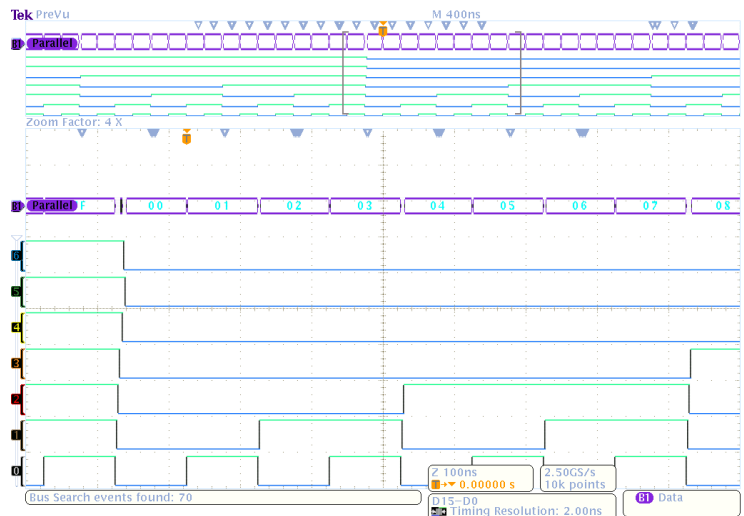 Tek PreVu M 400ns
T
B1 Parallel
Zoom Factor: 4 X
T
B1 Parallel F 00 01 02 03 04 05 06 07 08
6
5
4
3
2
1
0
Z 100ns 2.50GS/s
T→▼ 0.00000 s 10k points
Bus Search events found: 70
D15-D0 B1 Data
Timing Resolution: 2.00ns